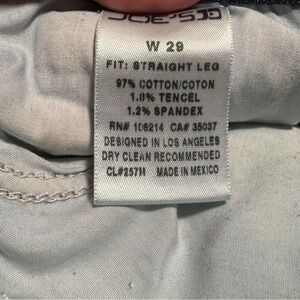 JOE'S
W 29
FIT: STRAIGHT LEG
97% COTTON/COTON
1.8% TENCEL
1.2% SPANDEX
RN# 106214 CA# 35037
DESIGNED IN LOS ANGELES
DRY CLEAN RECOMMENDED
CL#257H MADE IN MEXICO